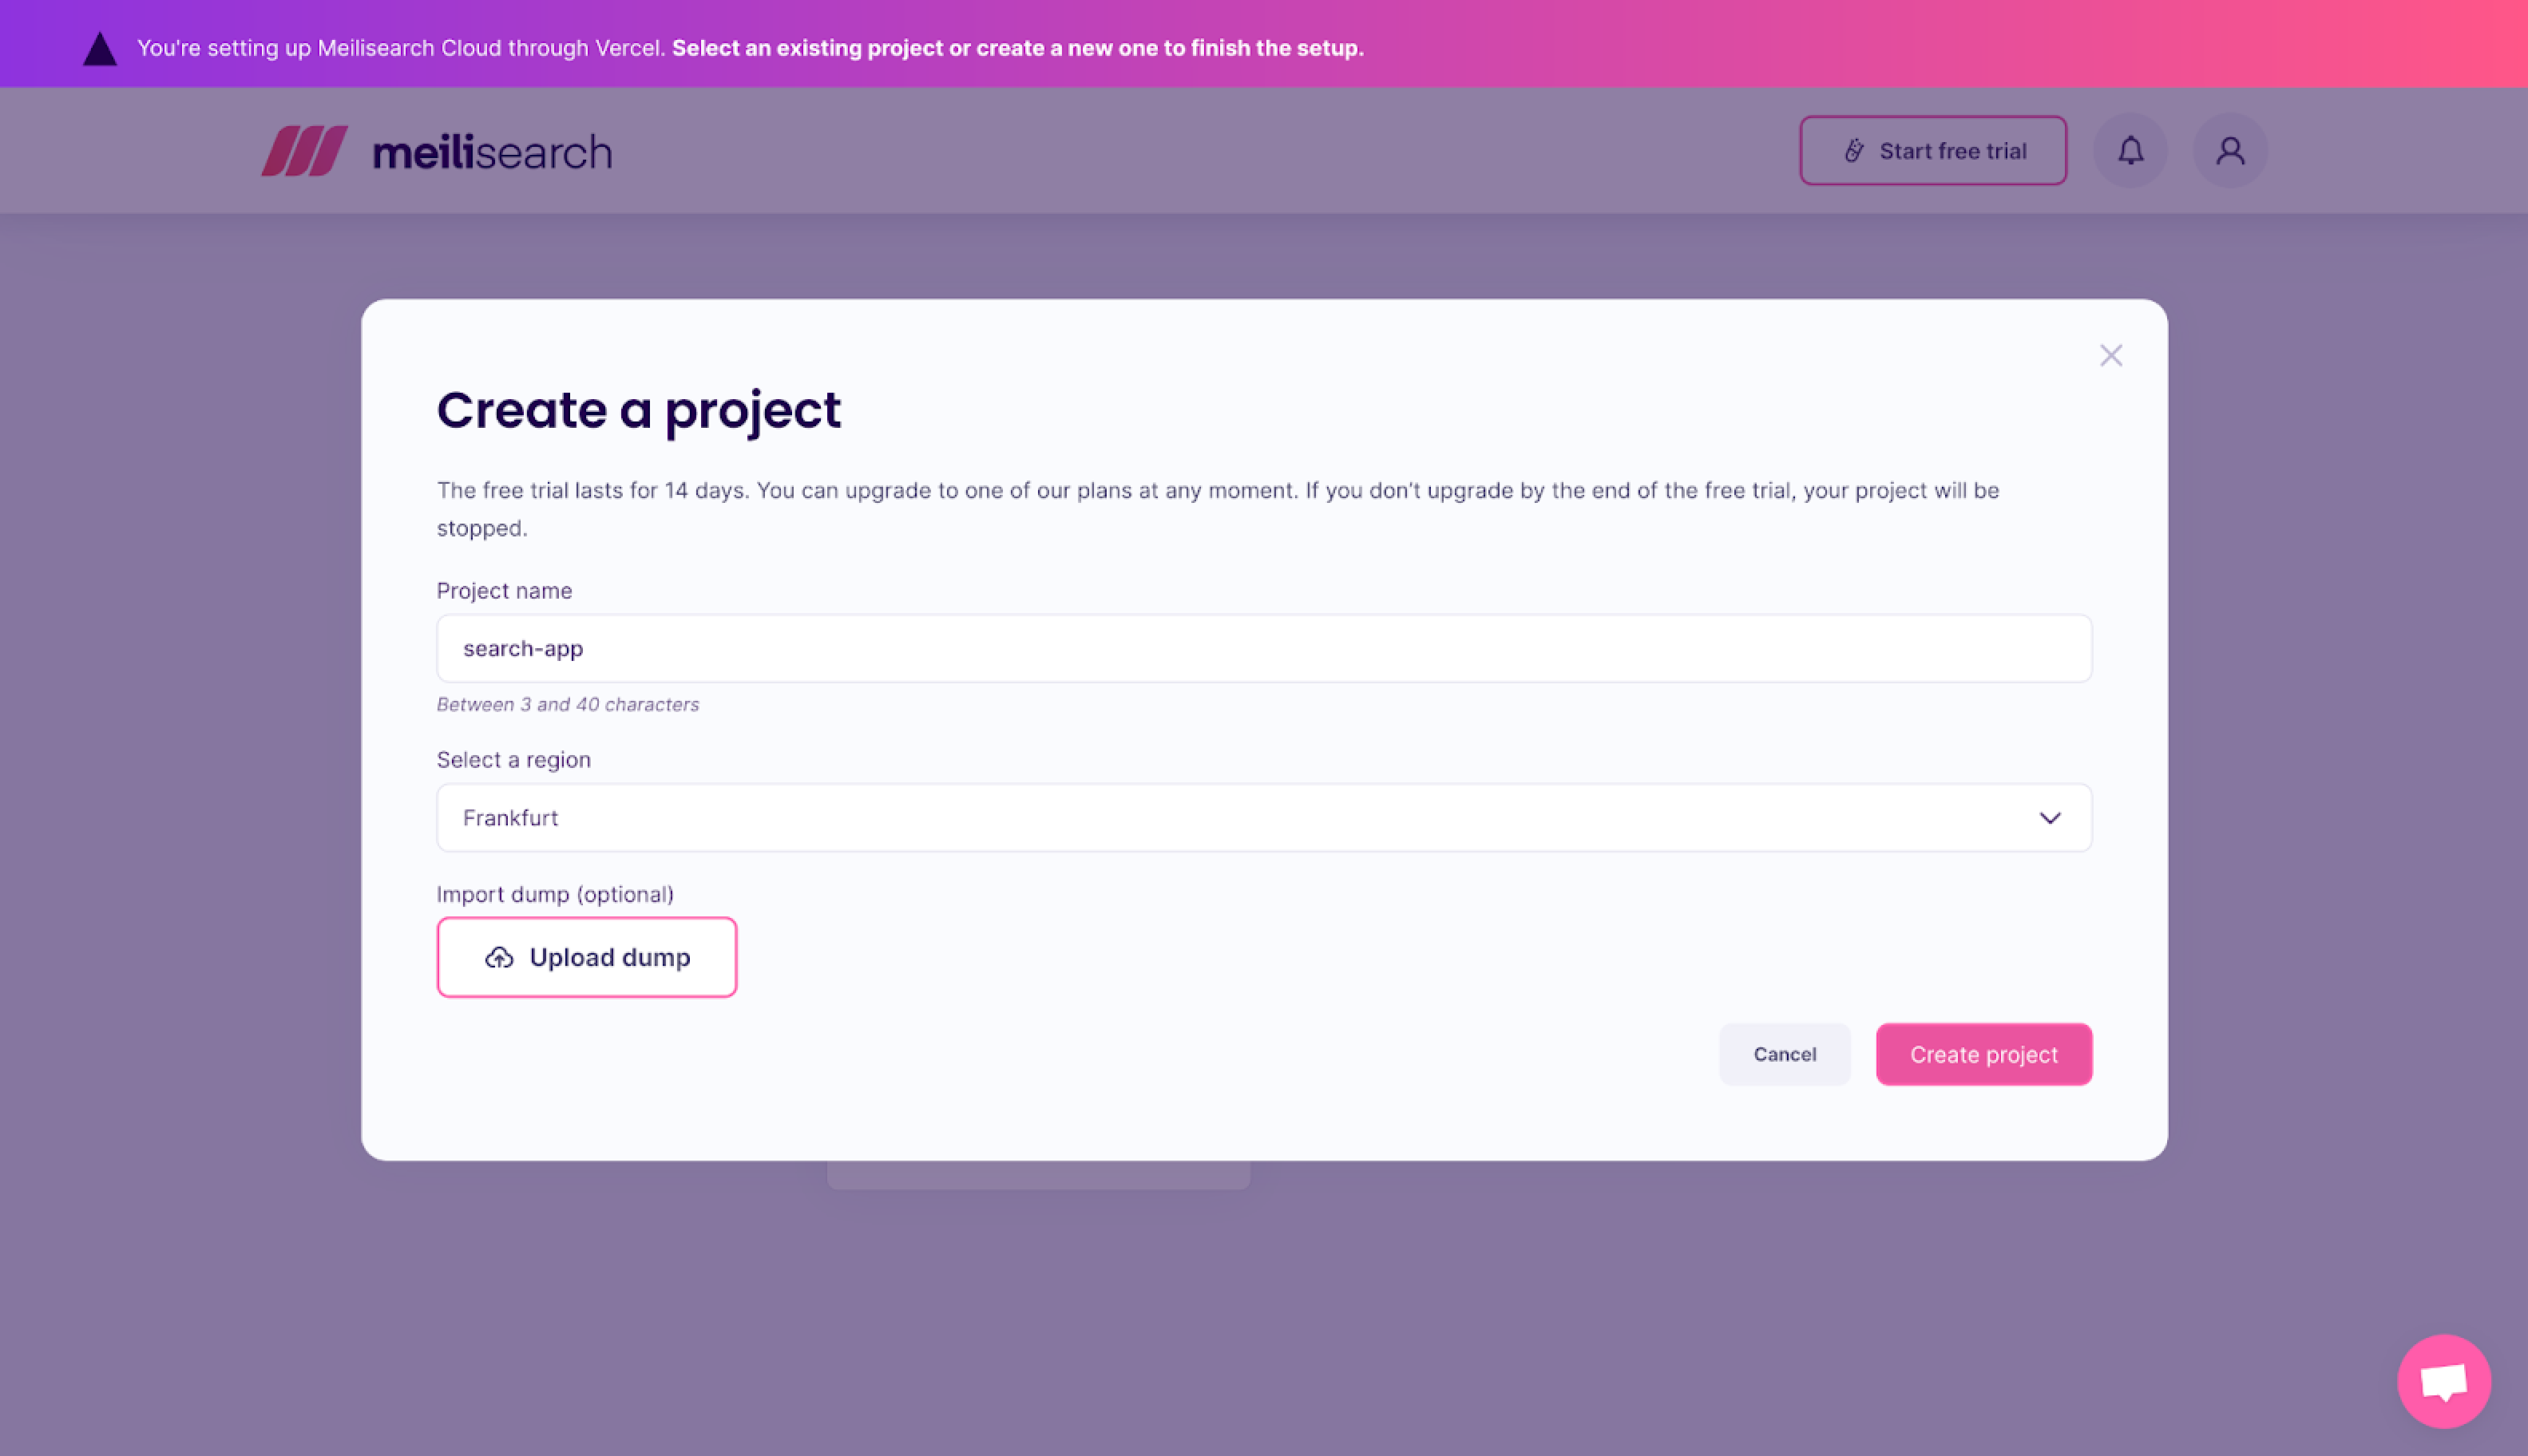 You're setting up Meilisearch Cloud through Vercel. Select an existing project or create a new one to finish the setup.
meilisearch
Start free trial
Create a project
The free trial lasts for 14 days. You can upgrade to one of our plans at any moment. If you don't upgrade by the end of the free trial, your project will be
stopped.
Project name
search-app
Between 3 and 40 characters
Select a region
Frankfurt
Import dump (optional)
Upload dump
Cancel
Create project